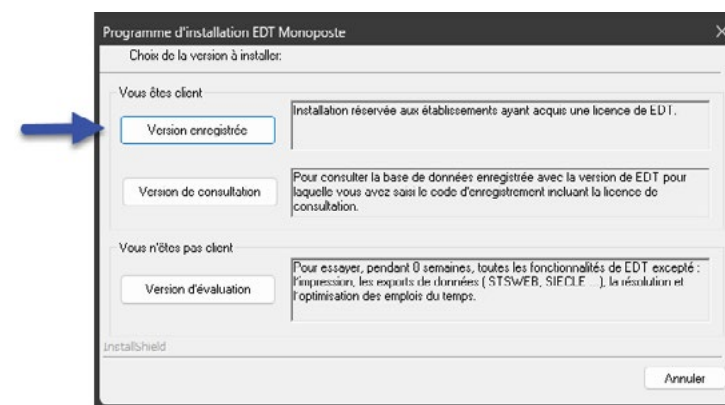 Programme d'installation EDT Monoposte
Choix de la version à installer:
Vous êtes client
Version enregistrée
Installation réservée aux établissements ayant acquis une licence de EDT.
Version de consultation
Pour consulter la base de données enregistrée avec la version de EDT pour
laquelle vous avez saisi le code d'enregistrement incluant la licence de
consultation.
Vous n'êtes pas client
Version d'évaluation
Pour essayer, pendant 8 semaines, toutes les fonctionnalités de EDT excepté :
l'impression, les exports de données ( STSWEB, SIECLE ...), la résolution et
l'optimisation des emplois du temps.
InstallShield
Annuler